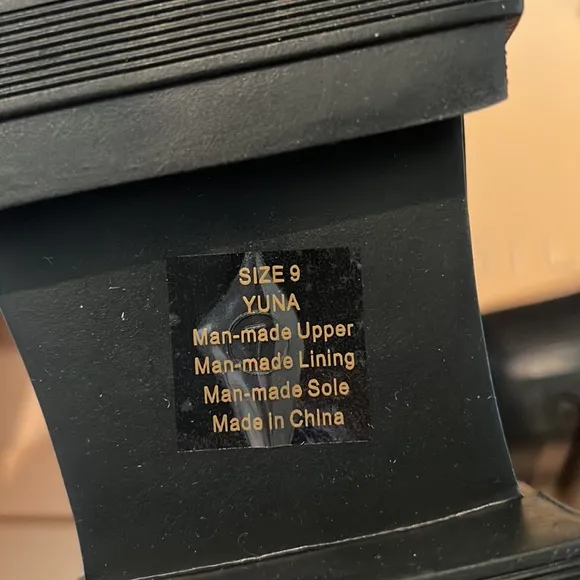 SIZE 9
YUNA
Man-made Upper
Man-made Lining
Man-made Sole
Made in China